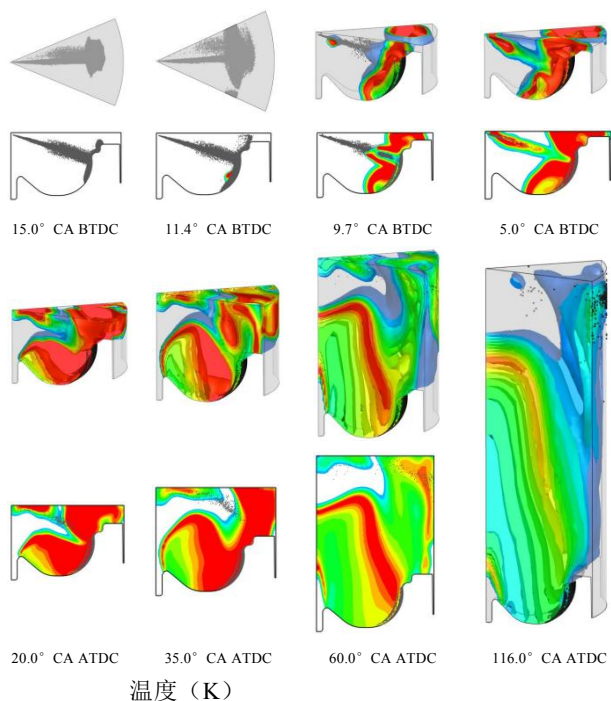 15.0° CA BTDC 11.4° CA BTDC 9.7° CA BTDC 5.0° CA BTDC
20.0° CA ATDC 35.0° CA ATDC 60.0° CA ATDC 116.0° CA ATDC
温度（K）